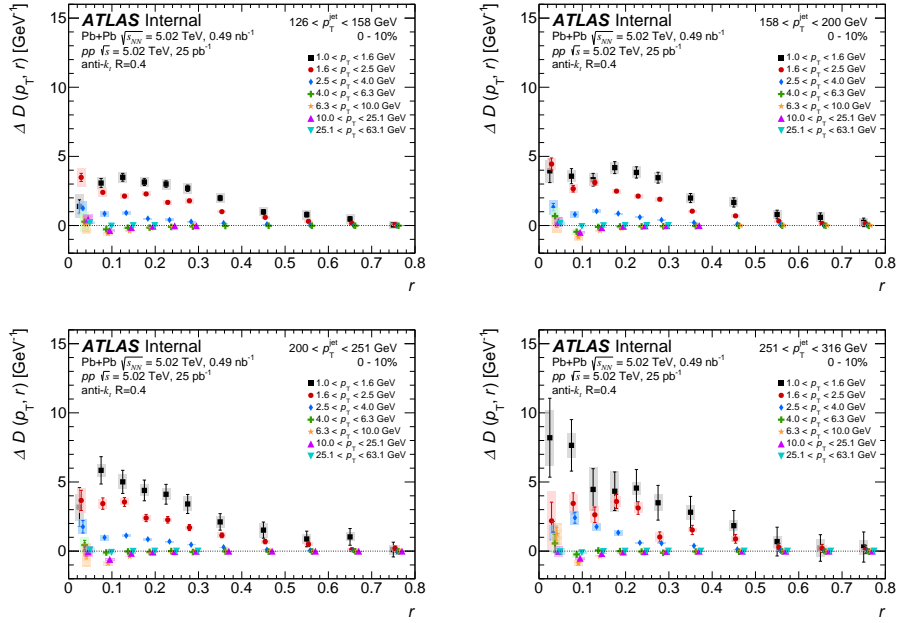 ATLAS Internal
126 < p_T^jet < 158 GeV
Pb+Pb √s_NN = 5.02 TeV, 0.49 nb⁻¹
0 - 10%
pp √s = 5.02 TeV, 25 pb⁻¹
anti-k_t R=0.4
1.0 < p_T < 1.6 GeV
1.6 < p_T < 2.5 GeV
2.5 < p_T < 4.0 GeV
4.0 < p_T < 6.3 GeV
6.3 < p_T < 10.0 GeV
10.0 < p_T < 25.1 GeV
25.1 < p_T < 63.1 GeV
Δ D (p_T, r) [GeV⁻¹]
15
10
5
0
0 0.1 0.2 0.3 0.4 0.5 0.6 0.7 0.8
r
ATLAS Internal
158 < p_T^jet < 200 GeV
Pb+Pb √s_NN = 5.02 TeV, 0.49 nb⁻¹
0 - 10%
pp √s = 5.02 TeV, 25 pb⁻¹
anti-k_t R=0.4
1.0 < p_T < 1.6 GeV
1.6 < p_T < 2.5 GeV
2.5 < p_T < 4.0 GeV
4.0 < p_T < 6.3 GeV
6.3 < p_T < 10.0 GeV
10.0 < p_T < 25.1 GeV
25.1 < p_T < 63.1 GeV
Δ D (p_T, r) [GeV⁻¹]
15
10
5
0
0 0.1 0.2 0.3 0.4 0.5 0.6 0.7 0.8
r
ATLAS Internal
200 < p_T^jet < 251 GeV
Pb+Pb √s_NN = 5.02 TeV, 0.49 nb⁻¹
0 - 10%
pp √s = 5.02 TeV, 25 pb⁻¹
anti-k_t R=0.4
1.0 < p_T < 1.6 GeV
1.6 < p_T < 2.5 GeV
2.5 < p_T < 4.0 GeV
4.0 < p_T < 6.3 GeV
6.3 < p_T < 10.0 GeV
10.0 < p_T < 25.1 GeV
25.1 < p_T < 63.1 GeV
Δ D (p_T, r) [GeV⁻¹]
15
10
5
0
0 0.1 0.2 0.3 0.4 0.5 0.6 0.7 0.8
r
ATLAS Internal
251 < p_T^jet < 316 GeV
Pb+Pb √s_NN = 5.02 TeV, 0.49 nb⁻¹
0 - 10%
pp √s = 5.02 TeV, 25 pb⁻¹
anti-k_t R=0.4
1.0 < p_T < 1.6 GeV
1.6 < p_T < 2.5 GeV
2.5 < p_T < 4.0 GeV
4.0 < p_T < 6.3 GeV
6.3 < p_T < 10.0 GeV
10.0 < p_T < 25.1 GeV
25.1 < p_T < 63.1 GeV
Δ D (p_T, r) [GeV⁻¹]
15
10
5
0
0 0.1 0.2 0.3 0.4 0.5 0.6 0.7 0.8
r